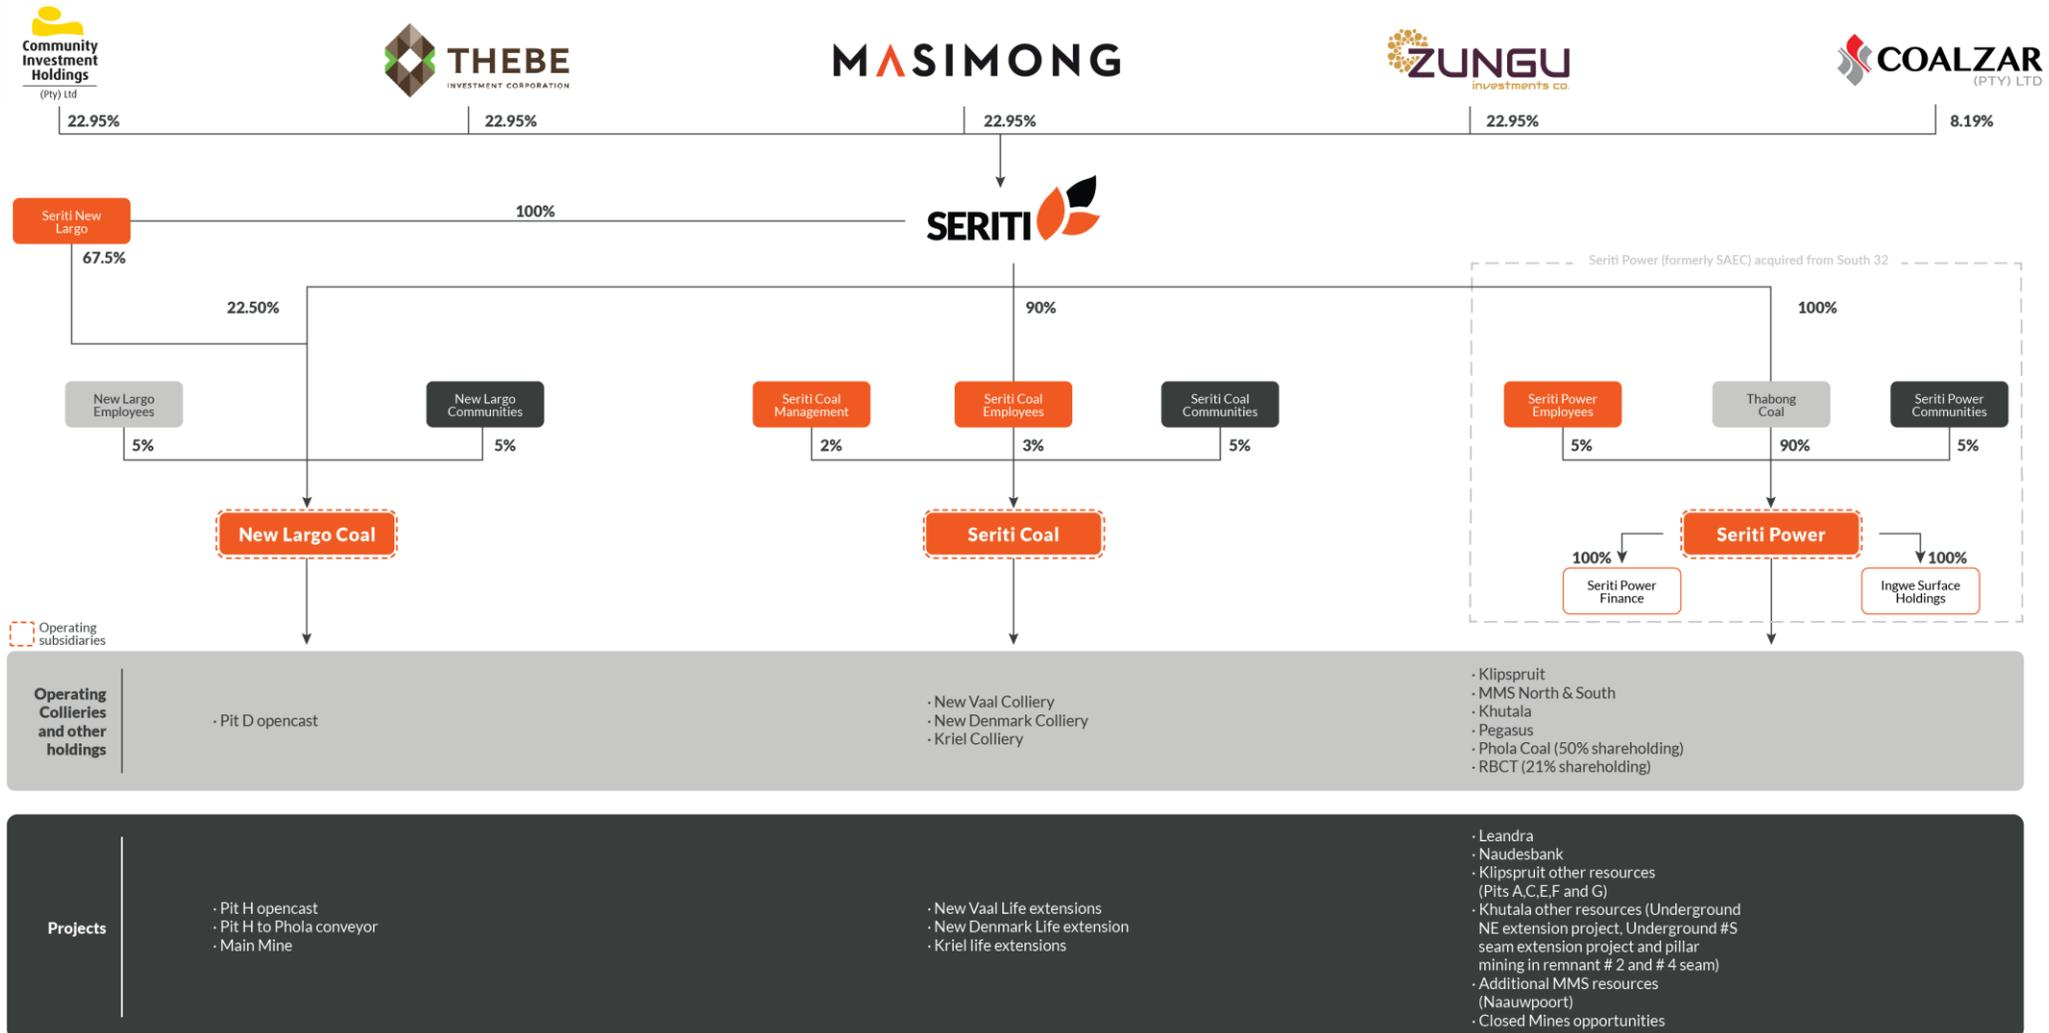 Community
Investment
Holdings
(Pty) Ltd
THEBE
INVESTMENT CORPORATION
MASIMONG
ZUNGU
investments co.
COALZAR
(PTY) LTD
22.95%
22.95%
22.95%
22.95%
8.19%
Seriti New
Largo
100%
SERITI
67.5%
Seriti Power (formerly SAEC) acquired from South 32
22.50%
90%
100%
New Largo
Employees
New Largo
Communities
Seriti Coal
Management
Seriti Coal
Employees
Seriti Coal
Communities
Seriti Power
Employees
Thabong
Coal
Seriti Power
Communities
5%
5%
2%
3%
5%
5%
90%
5%
New Largo Coal
Seriti Coal
Seriti Power
100%
100%
Seriti Power
Finance
Ingwe Surface
Holdings
Operating
subsidiaries
Operating
Collieries
and other
holdings
· Pit D opencast
· New Vaal Colliery
· New Denmark Colliery
· Kriel Colliery
· Klipspruit
· MMS North & South
· Khutala
· Pegasus
· Phola Coal (50% shareholding)
· RBCT (21% shareholding)
Projects
· Pit H opencast
· Pit H to Phola conveyor
· Main Mine
· New Vaal Life extensions
· New Denmark Life extension
· Kriel life extensions
· Leandra
· Naudesbank
· Klipspruit other resources
(Pits A,C,E,F and G)
· Khutala other resources (Underground
NE extension project, Underground #S
seam extension project and pillar
mining in remnant # 2 and # 4 seam)
· Additional MMS resources
(Naauwpoort)
· Closed Mines opportunities